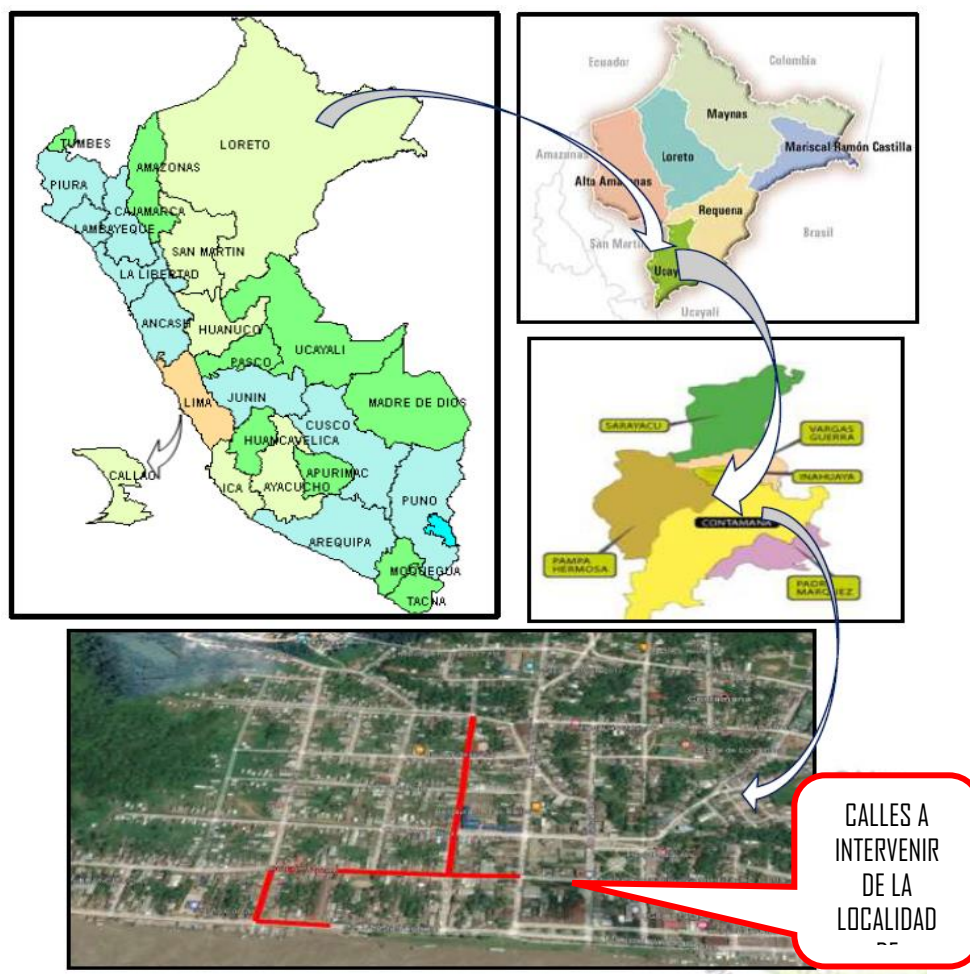 LORETO
TUMBES
AMAZONAS
PIURA
CAJAMARCA
LAMBAYEQUE
SAN MARTIN
LA LIBERTAD
ANCASH
HUANUCO
UCAYALI
PASCO
LIMA
JUNIN
MADRE DE DIOS
CUSCO
HUANCAVELICA
CALLAO
APURIMAC
ICA
AYACUCHO
PUNO
AREQUIPA
MOQUEGUA
TACNA
Ecuador
Colombia
Maynas
Mariscal Ramón Castilla
Loreto
Amazonas
Alta Amazonas
Requena
San Martín
Brasil
Ucay
Ucayali
SARAYACU
VARGAS
GUERRA
INAHUAYA
CONTAMANA
PAMPA
HERMOSA
PADR
MARQUEZ
Contamana
CALLES A
INTERVENIR
DE LA
LOCALIDAD